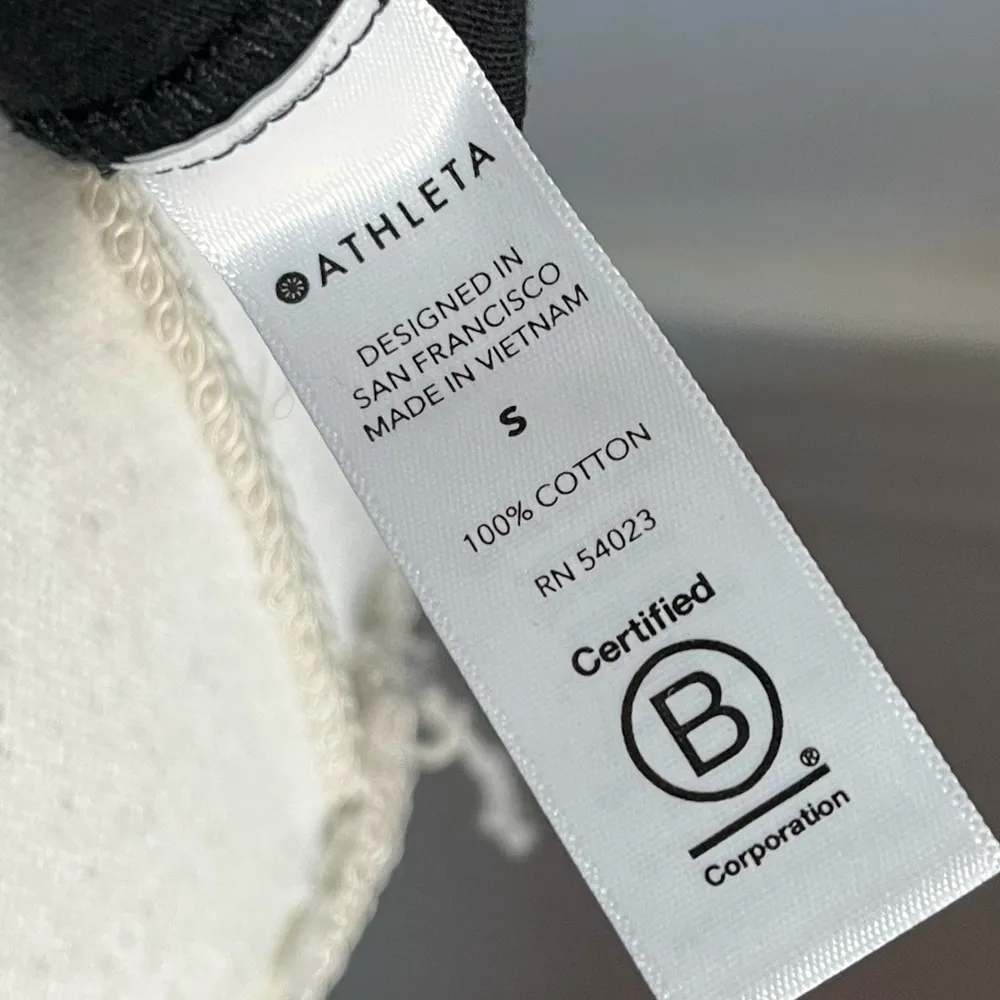 ATHLETA
DESIGNED IN
SAN FRANCISCO
MADE IN VIETNAM
S
100% COTTON
RN 54023
Certified
B
®
Corporation